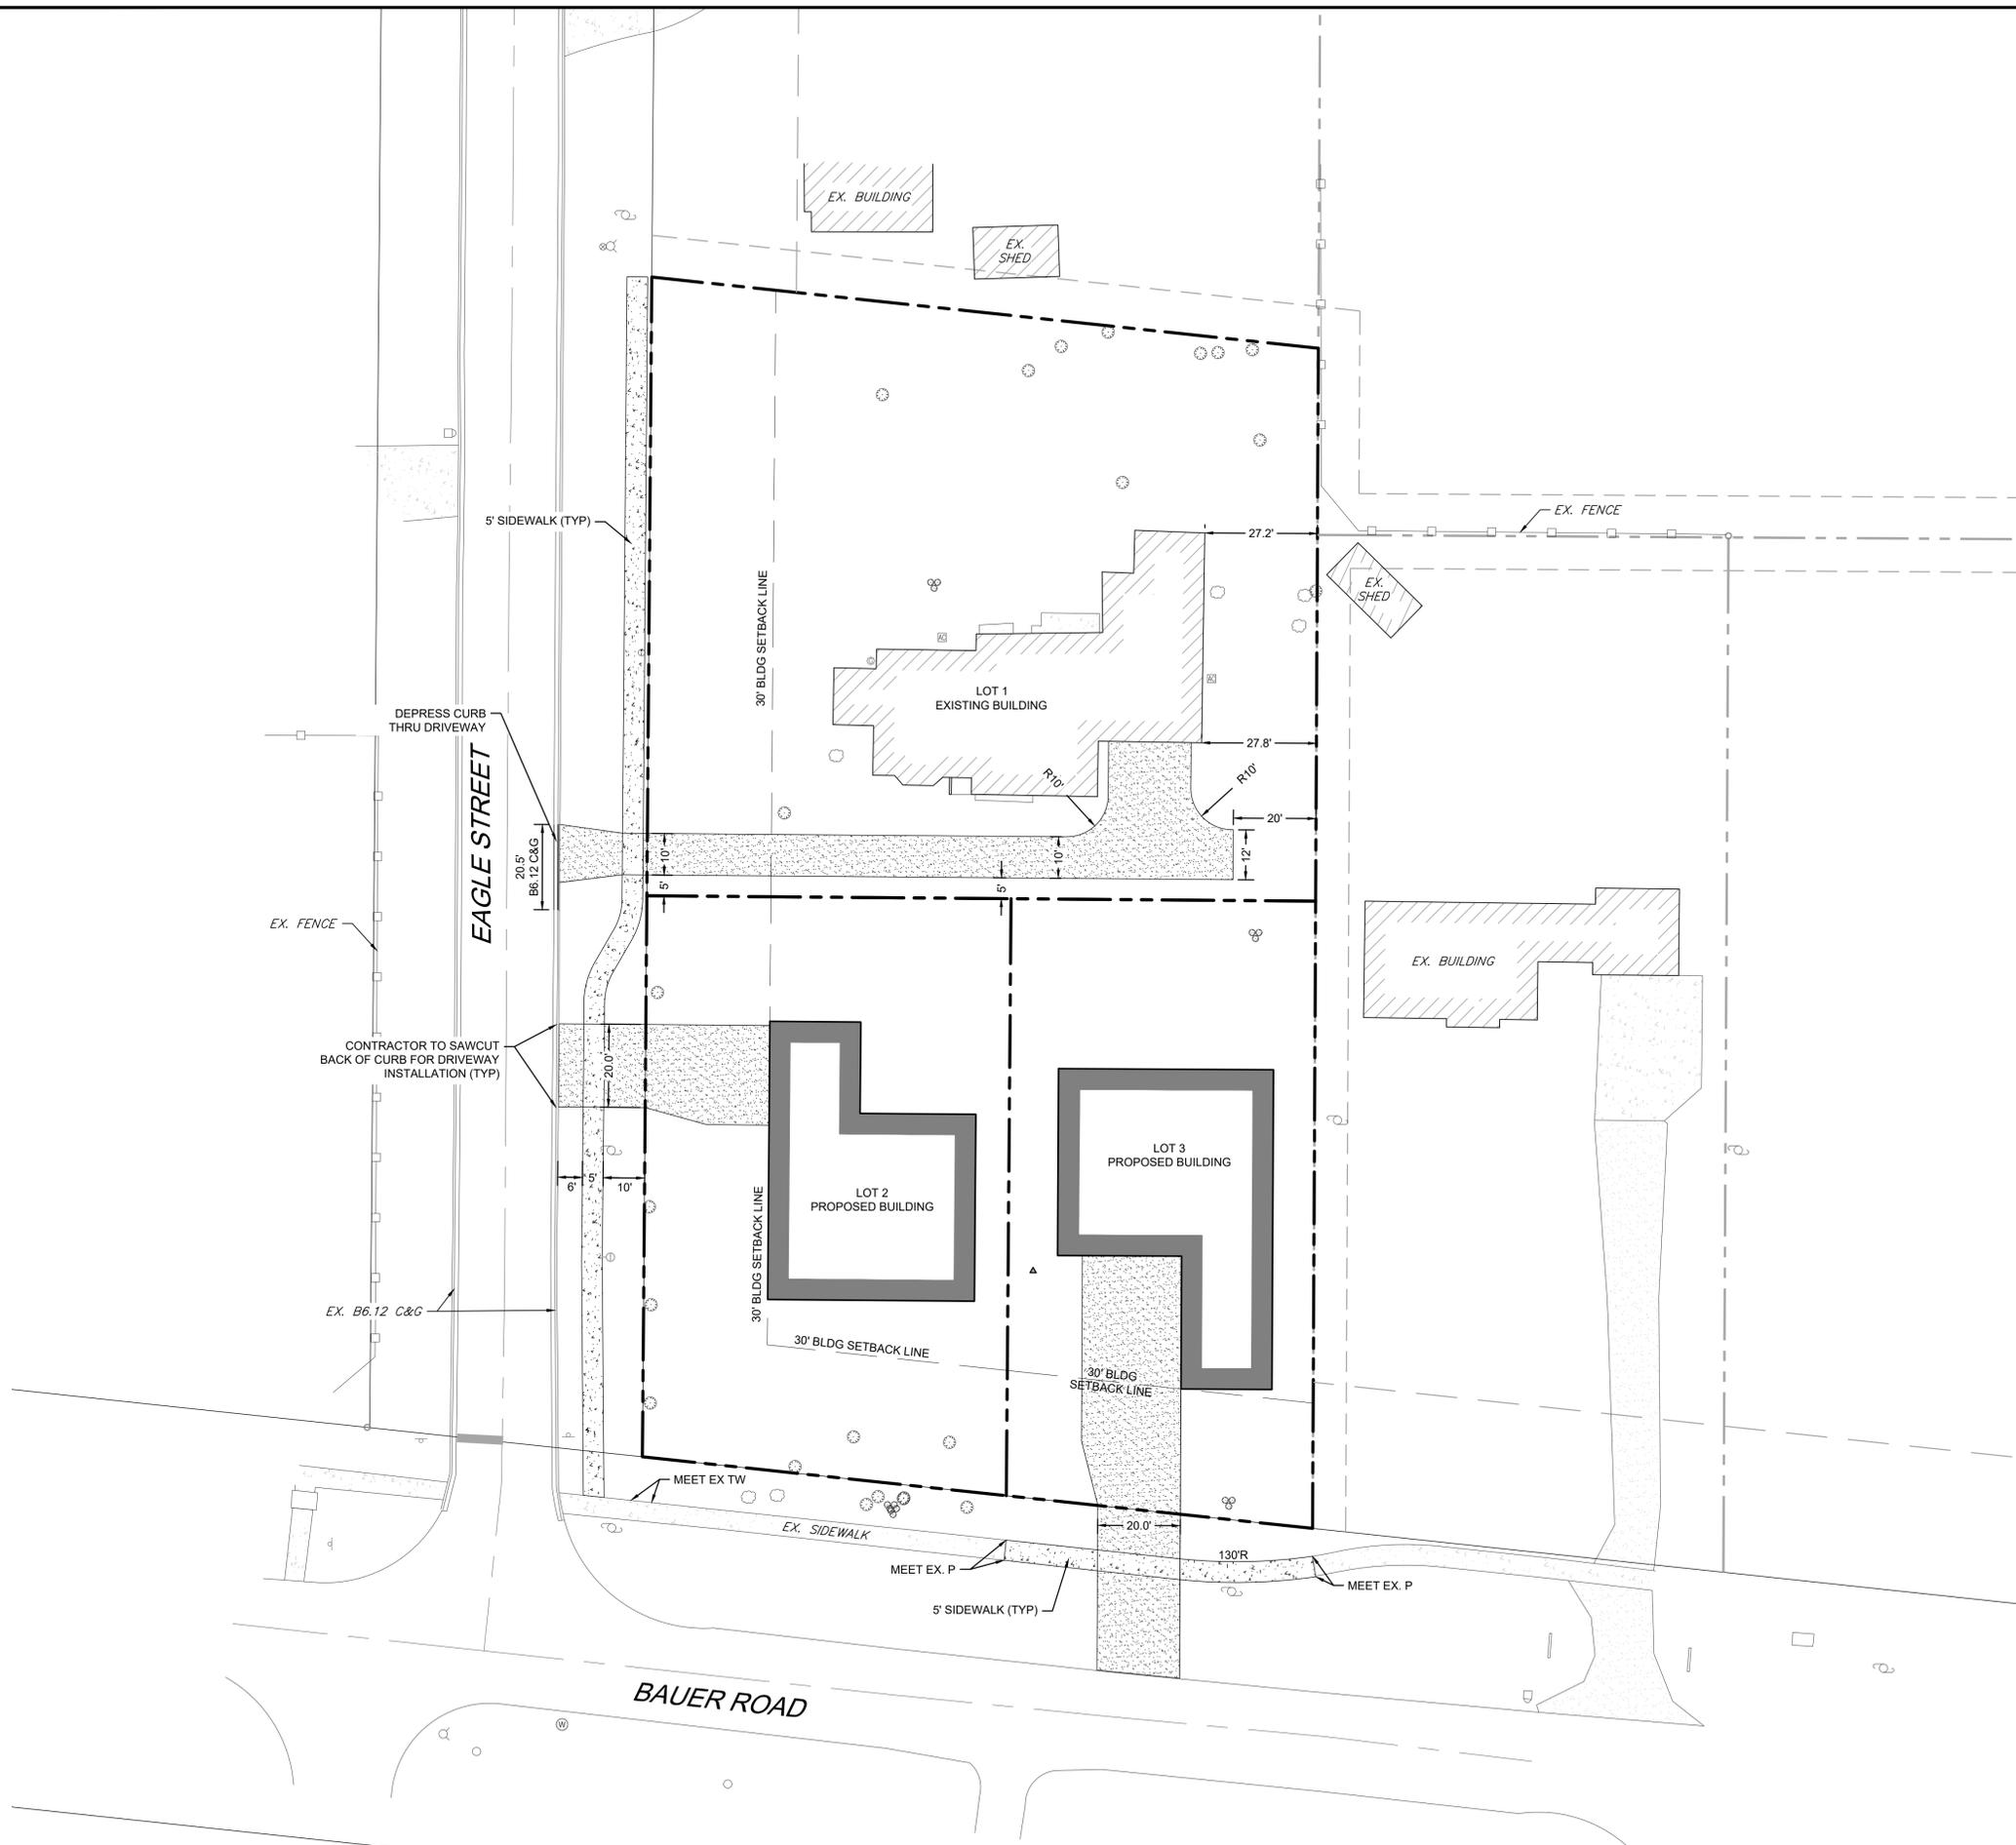 EX. BUILDING
EX.
SHED
5' SIDEWALK (TYP)
EX. FENCE
27.2'
EX.
SHED
30' BLDG SETBACK LINE
AC
LOT 1
EXISTING BUILDING
AC
DEPRESS CURB
THRU DRIVEWAY
27.8'
R10'
R10'
EAGLE STREET
20'
20.5'
B6.12 C&G
10'
10'
12'
5'
5'
EX. FENCE
EX. BUILDING
CONTRACTOR TO SAWCUT
BACK OF CURB FOR DRIVEWAY
INSTALLATION (TYP)
20.0'
LOT 3
PROPOSED BUILDING
6'
5'
10'
LOT 2
PROPOSED BUILDING
30' BLDG SETBACK LINE
EX. B6.12 C&G
30' BLDG SETBACK LINE
30' BLDG
SETBACK LINE
MEET EX TW
EX. SIDEWALK
20.0'
130'R
MEET EX. P
MEET EX. P
5' SIDEWALK (TYP)
BAUER ROAD
W